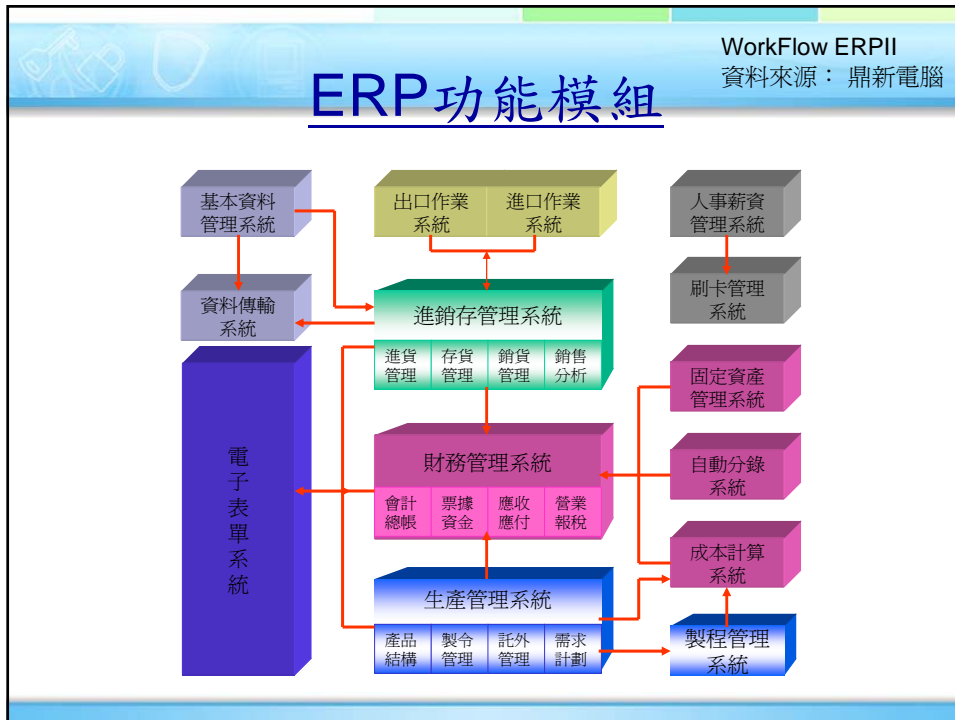 WorkFlow ERPII
資料來源： 鼎新電腦
ERP功能模組
基本資料
管理系統
出口作業
系統
進口作業
系統
人事薪資
管理系統
資料傳輸
系統
進銷存管理系統
進貨
管理
存貨
管理
銷貨
管理
銷售
分析
刷卡管理
系統
電子表單系統
財務管理系統
會計
總帳
票據
資金
應收
應付
營業
報稅
固定資產
管理系統
自動分錄
系統
成本計算
系統
生產管理系統
產品
結構
製令
管理
託外
管理
需求
計劃
製程管理
系統